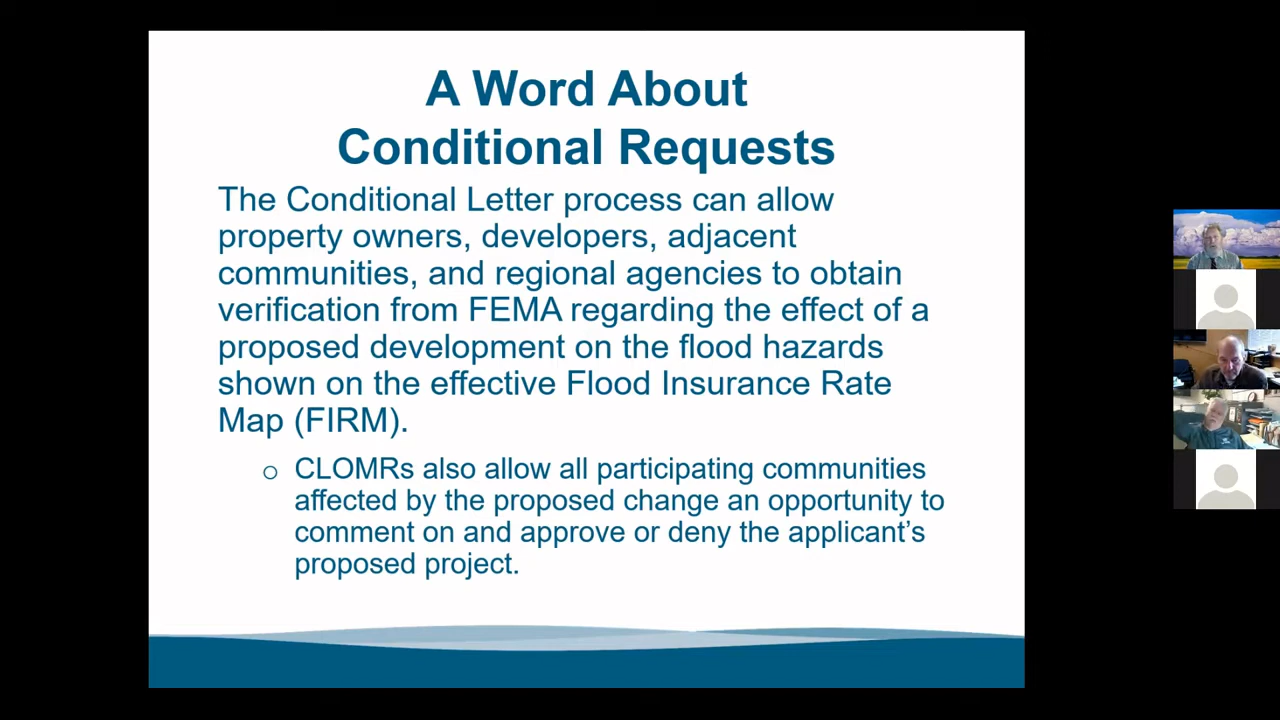 A Word About
Conditional Requests
The Conditional Letter process can allow
property owners, developers, adjacent
communities, and regional agencies to obtain
verification from FEMA regarding the effect of a
proposed development on the flood hazards
shown on the effective Flood Insurance Rate
Map (FIRM).
CLOMRs also allow all participating communities
affected by the proposed change an opportunity to
comment on and approve or deny the applicant’s
proposed project.